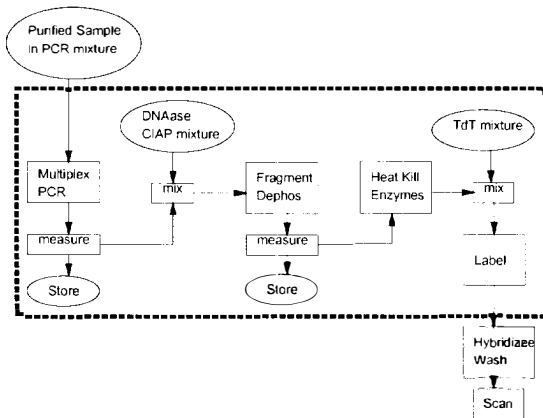 Purified Sample
in PCR mixture
DNAase
CIAP mixture
TdT mixture
Multiplex
PCR
mix
Fragment
Dephos
Heat Kill
Enzymes
mix
measure
measure
Label
Store
Store
Hybridize
Wash
Scan